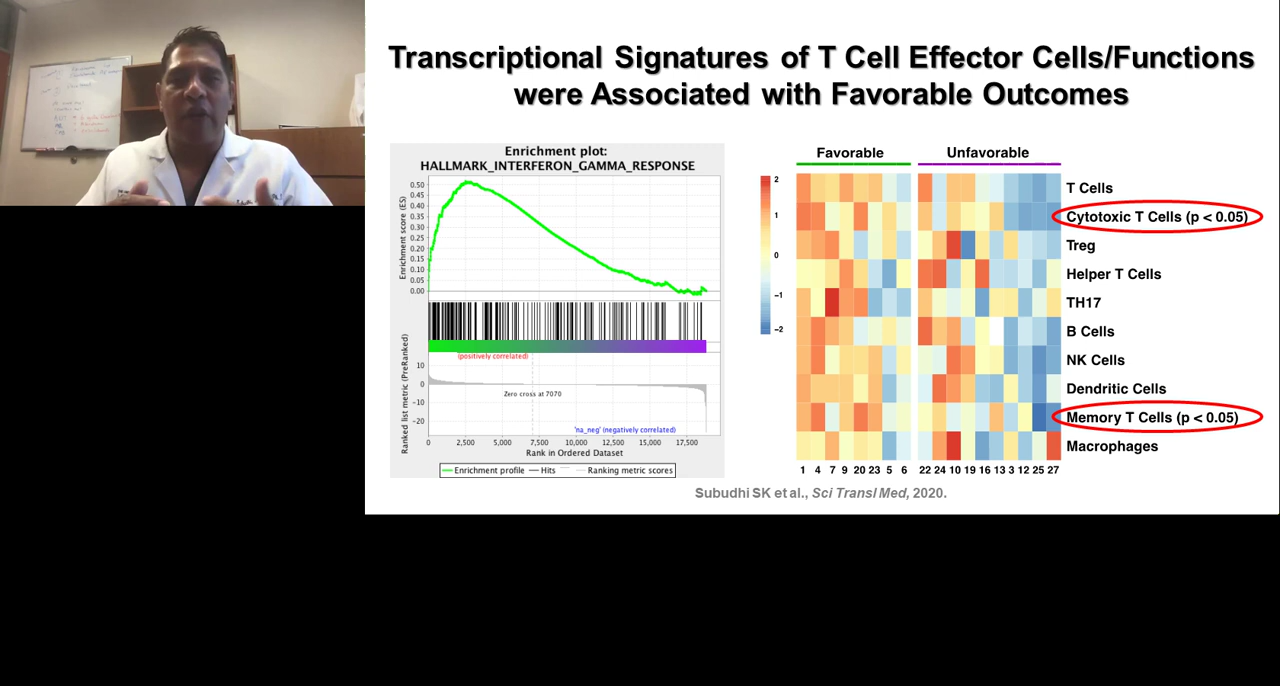 Transcriptional Signatures of T Cell Effector Cells/Functions
were Associated with Favorable Outcomes
Enrichment plot:
HALLMARK_INTERFERON_GAMMA_RESPONSE
Enrichment score (ES)
0.50
0.45
0.40
0.35
0.30
0.25
0.20
0.15
0.10
0.05
0.00
Ranked list metric (PreRanked)
(positively correlated)
10
0
-10
-20
Zero cross at 7070
'na_neg' (negatively correlated)
0 2,500 5,000 7,500 10,000 12,500 15,000 17,500
Rank in Ordered Dataset
Enrichment profile Hits Ranking metric scores
Favorable Unfavorable
2
1
0
−1
−2
T Cells
Cytotoxic T Cells (p < 0.05)
Treg
Helper T Cells
TH17
B Cells
NK Cells
Dendritic Cells
Memory T Cells (p < 0.05)
Macrophages
1 4 7 9 20 23 5 6 22 24 10 19 16 13 3 12 25 27
Subudhi SK et al., Sci Transl Med, 2020.